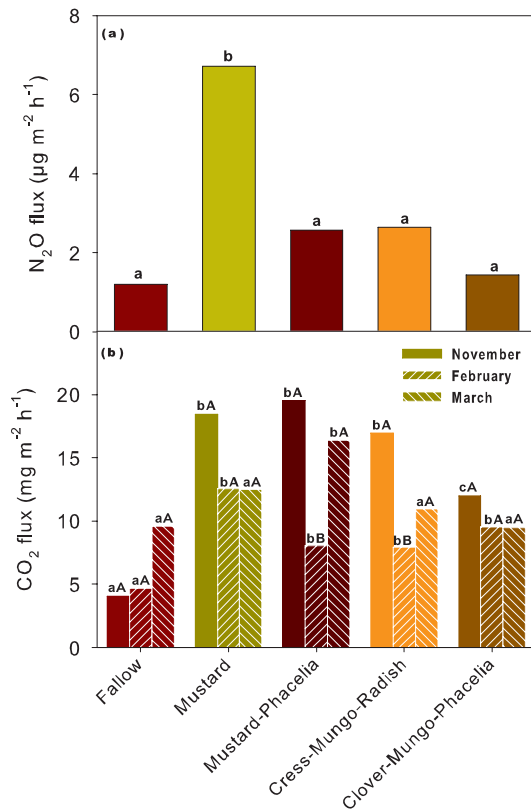 8
(a)
b
6
N2O flux (µg m-2 h-1)
4
a
a
2
a
a
0
(b)
November
February
March
20
bA
bA
bA
aA
15
bA
aA
cA
CO2 flux (mg m-2 h-1)
aA
aA
10
bA
aA
bB
bB
5
aA
aA
0
Fallow
Mustard
Mustard-Phacelia
Cress-Mungo-Radish
Clover-Mungo-Phacelia